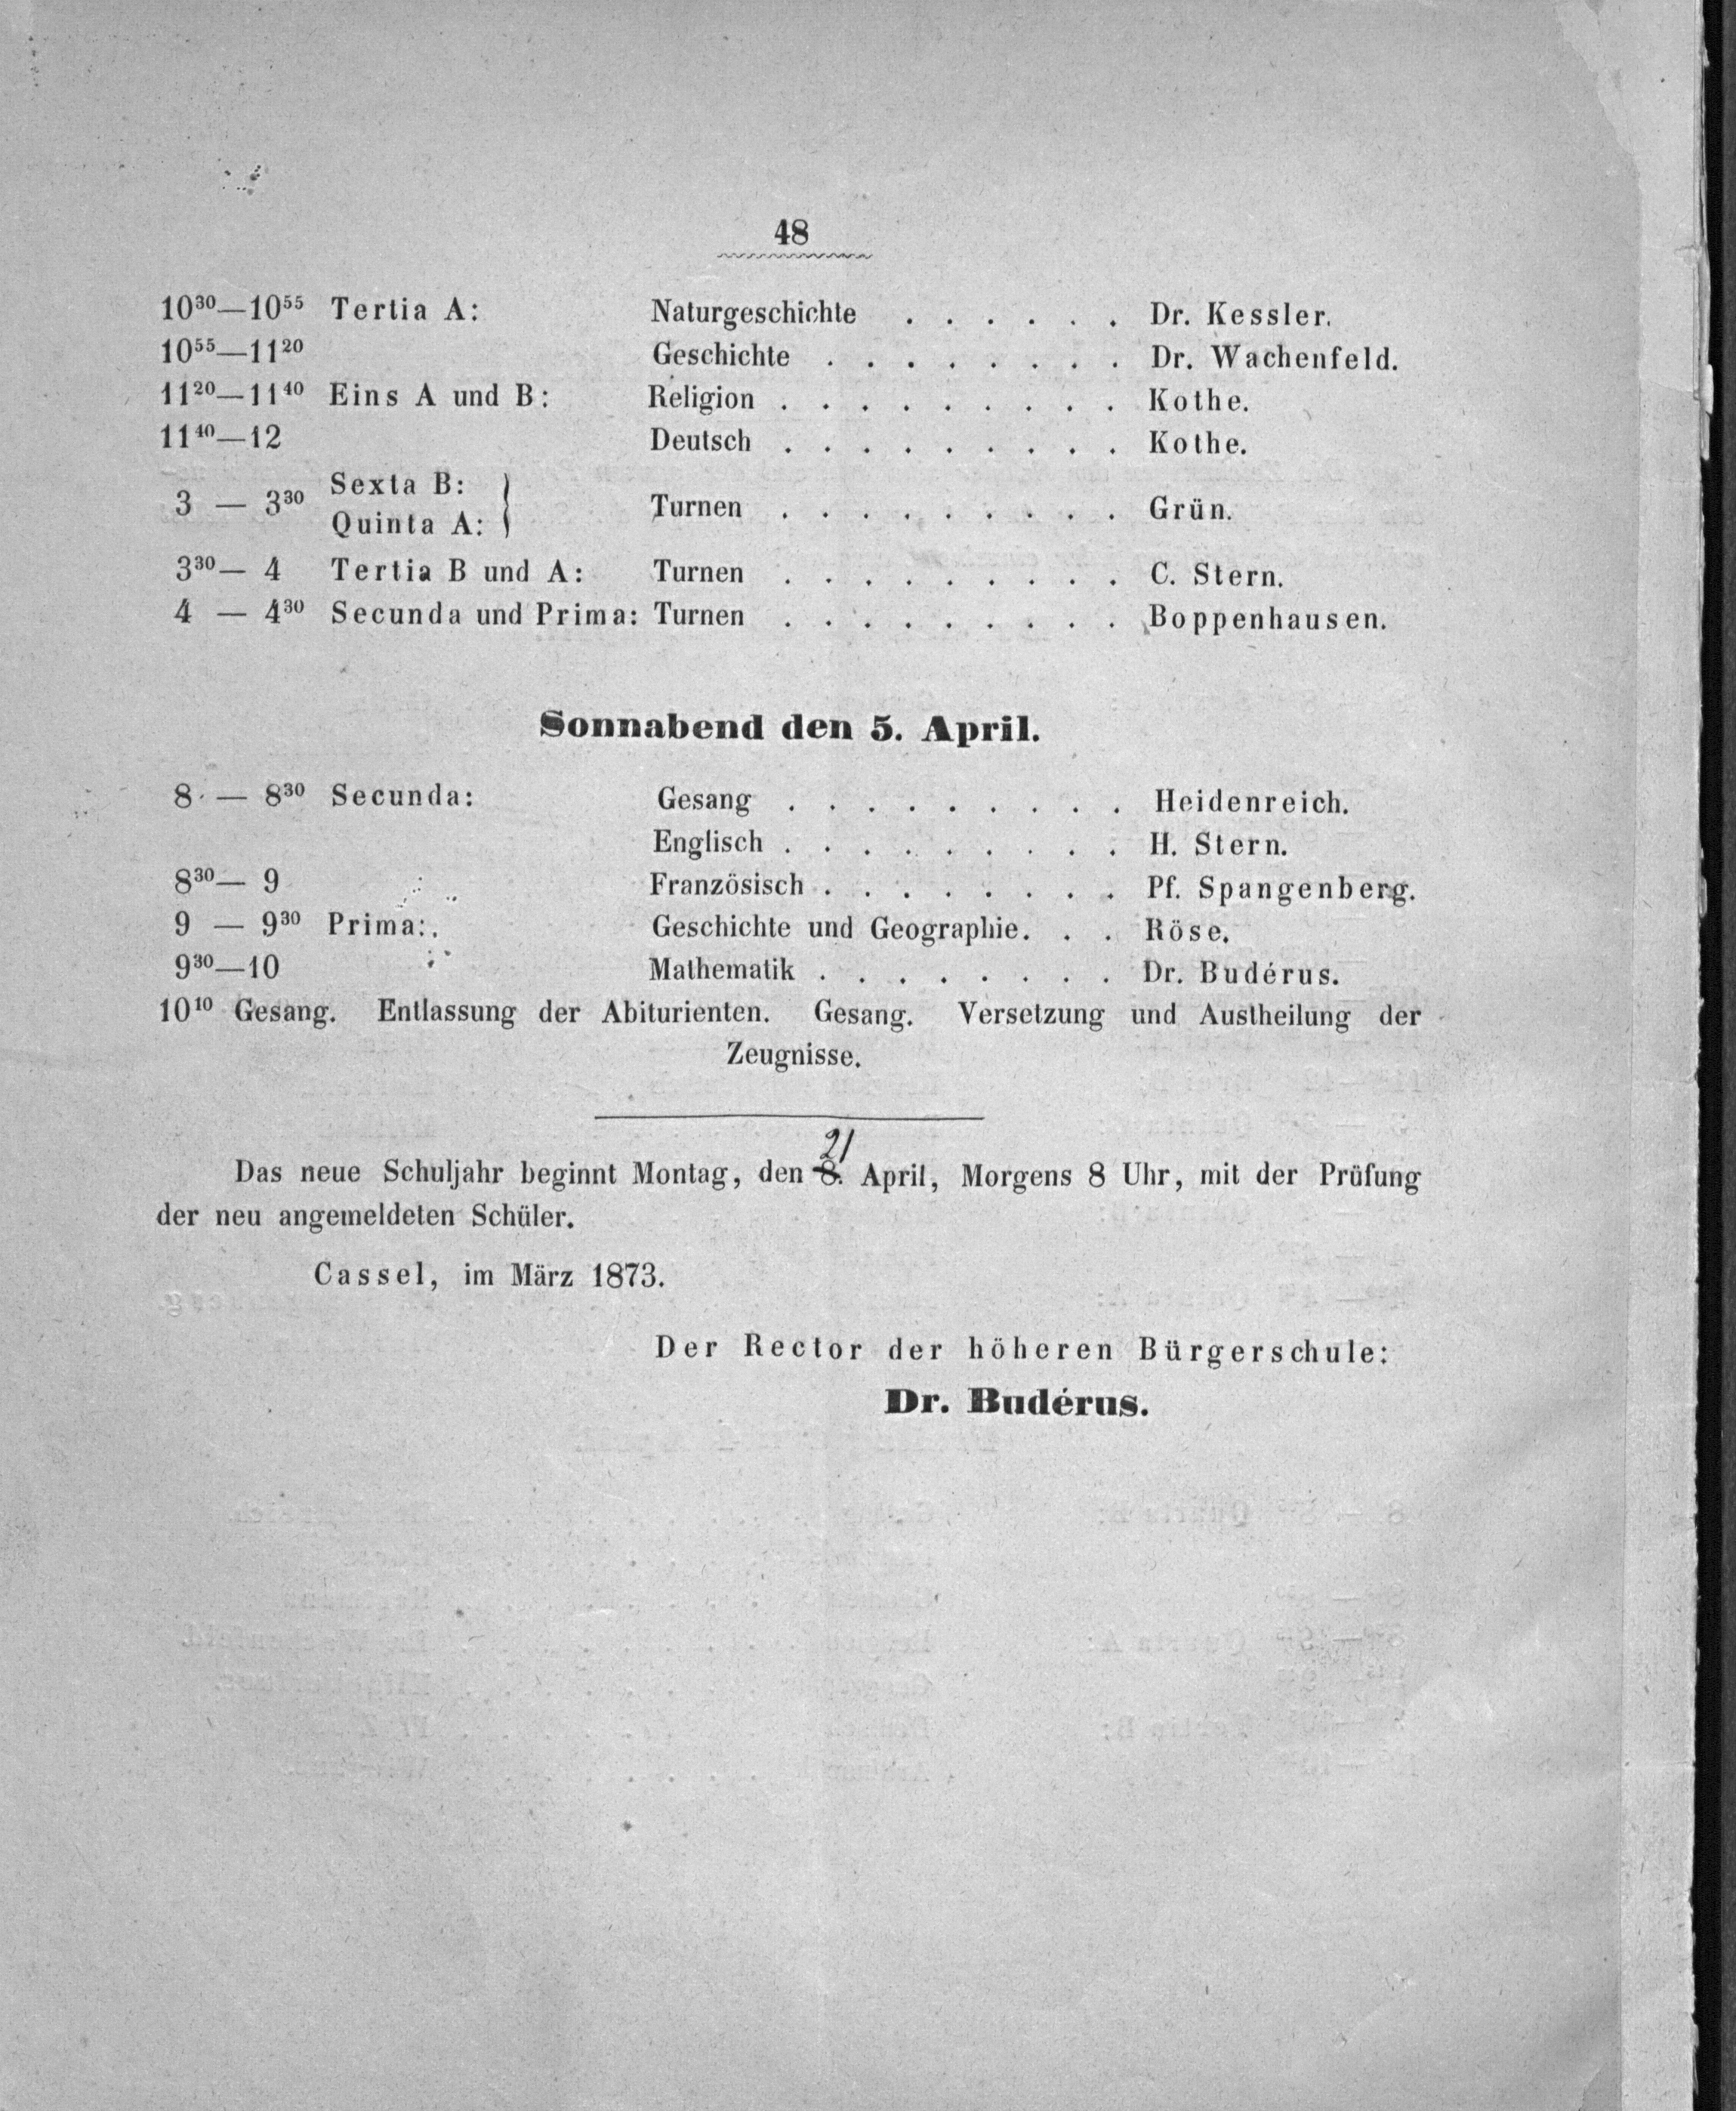 48
10³⁰—10⁵⁵ Tertia A: Naturgeschichte . . . . . . Dr. Kessler.
10⁵⁵—11²⁰ Geschichte . . . . . . . . Dr. Wachenfeld.
11²⁰—11⁴⁰ Eins A und B: Religion . . . . . . . . . Kothe.
11⁴⁰—12 Deutsch . . . . . . . . . Kothe.
3 — 3³⁰ Sexta B: Quinta A: } Turnen . . . . . . . . . Grün.
3³⁰— 4 Tertia B und A: Turnen . . . . . . . . . C. Stern.
4 — 4³⁰ Secunda und Prima: Turnen . . . . . . . . . Boppenhausen.
Sonnabend den 5. April.
8 — 8³⁰ Secunda: Gesang . . . . . . . . . Heidenreich.
Englisch . . . . . . . . . H. Stern.
8³⁰— 9 Französisch . . . . . . . . Pf. Spangenberg.
9 — 9³⁰ Prima: Geschichte und Geographie. . . Röse.
9³⁰—10 Mathematik . . . . . . . . Dr. Budérus.
10¹⁰ Gesang. Entlassung der Abiturienten. Gesang. Versetzung und Austheilung der
Zeugnisse.
21
Das neue Schuljahr beginnt Montag, den 8. April, Morgens 8 Uhr, mit der Prüfung
der neu angemeldeten Schüler.
Cassel, im März 1873.
Der Rector der höheren Bürgerschule:
Dr. Budérus.